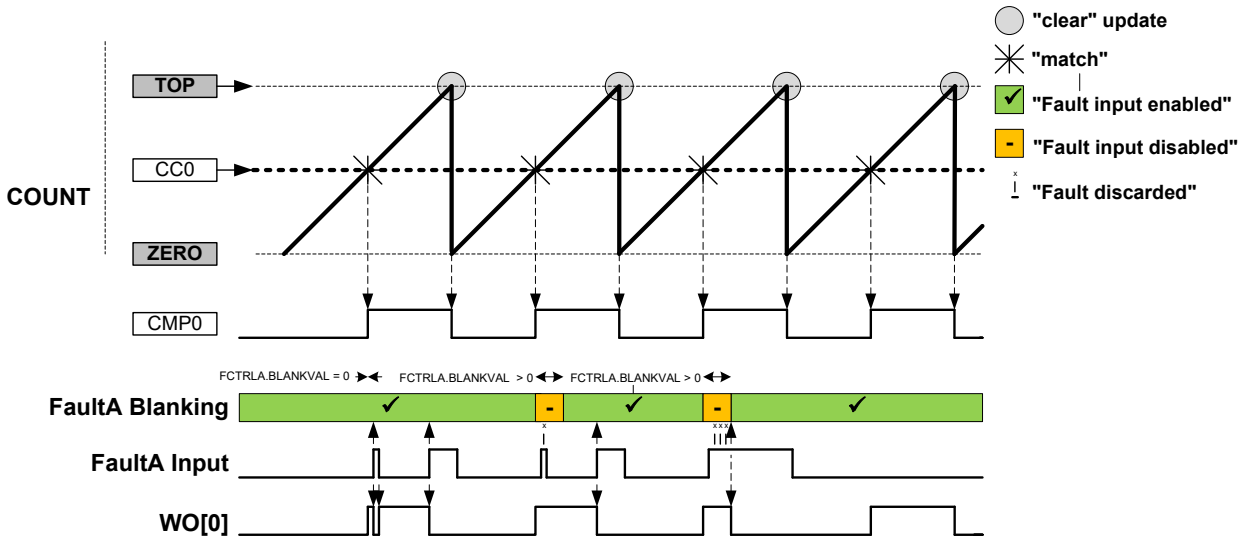 "clear" update
"match"
"Fault input enabled"
"Fault input disabled"
"Fault discarded"
TOP
CC0
COUNT
ZERO
CMP0
FCTRLA.BLANKVAL = 0
FCTRLA.BLANKVAL > 0
FCTRLA.BLANKVAL > 0
FaultA Blanking
✓ - ✓ - ✓
x xxx
FaultA Input
WO[0]